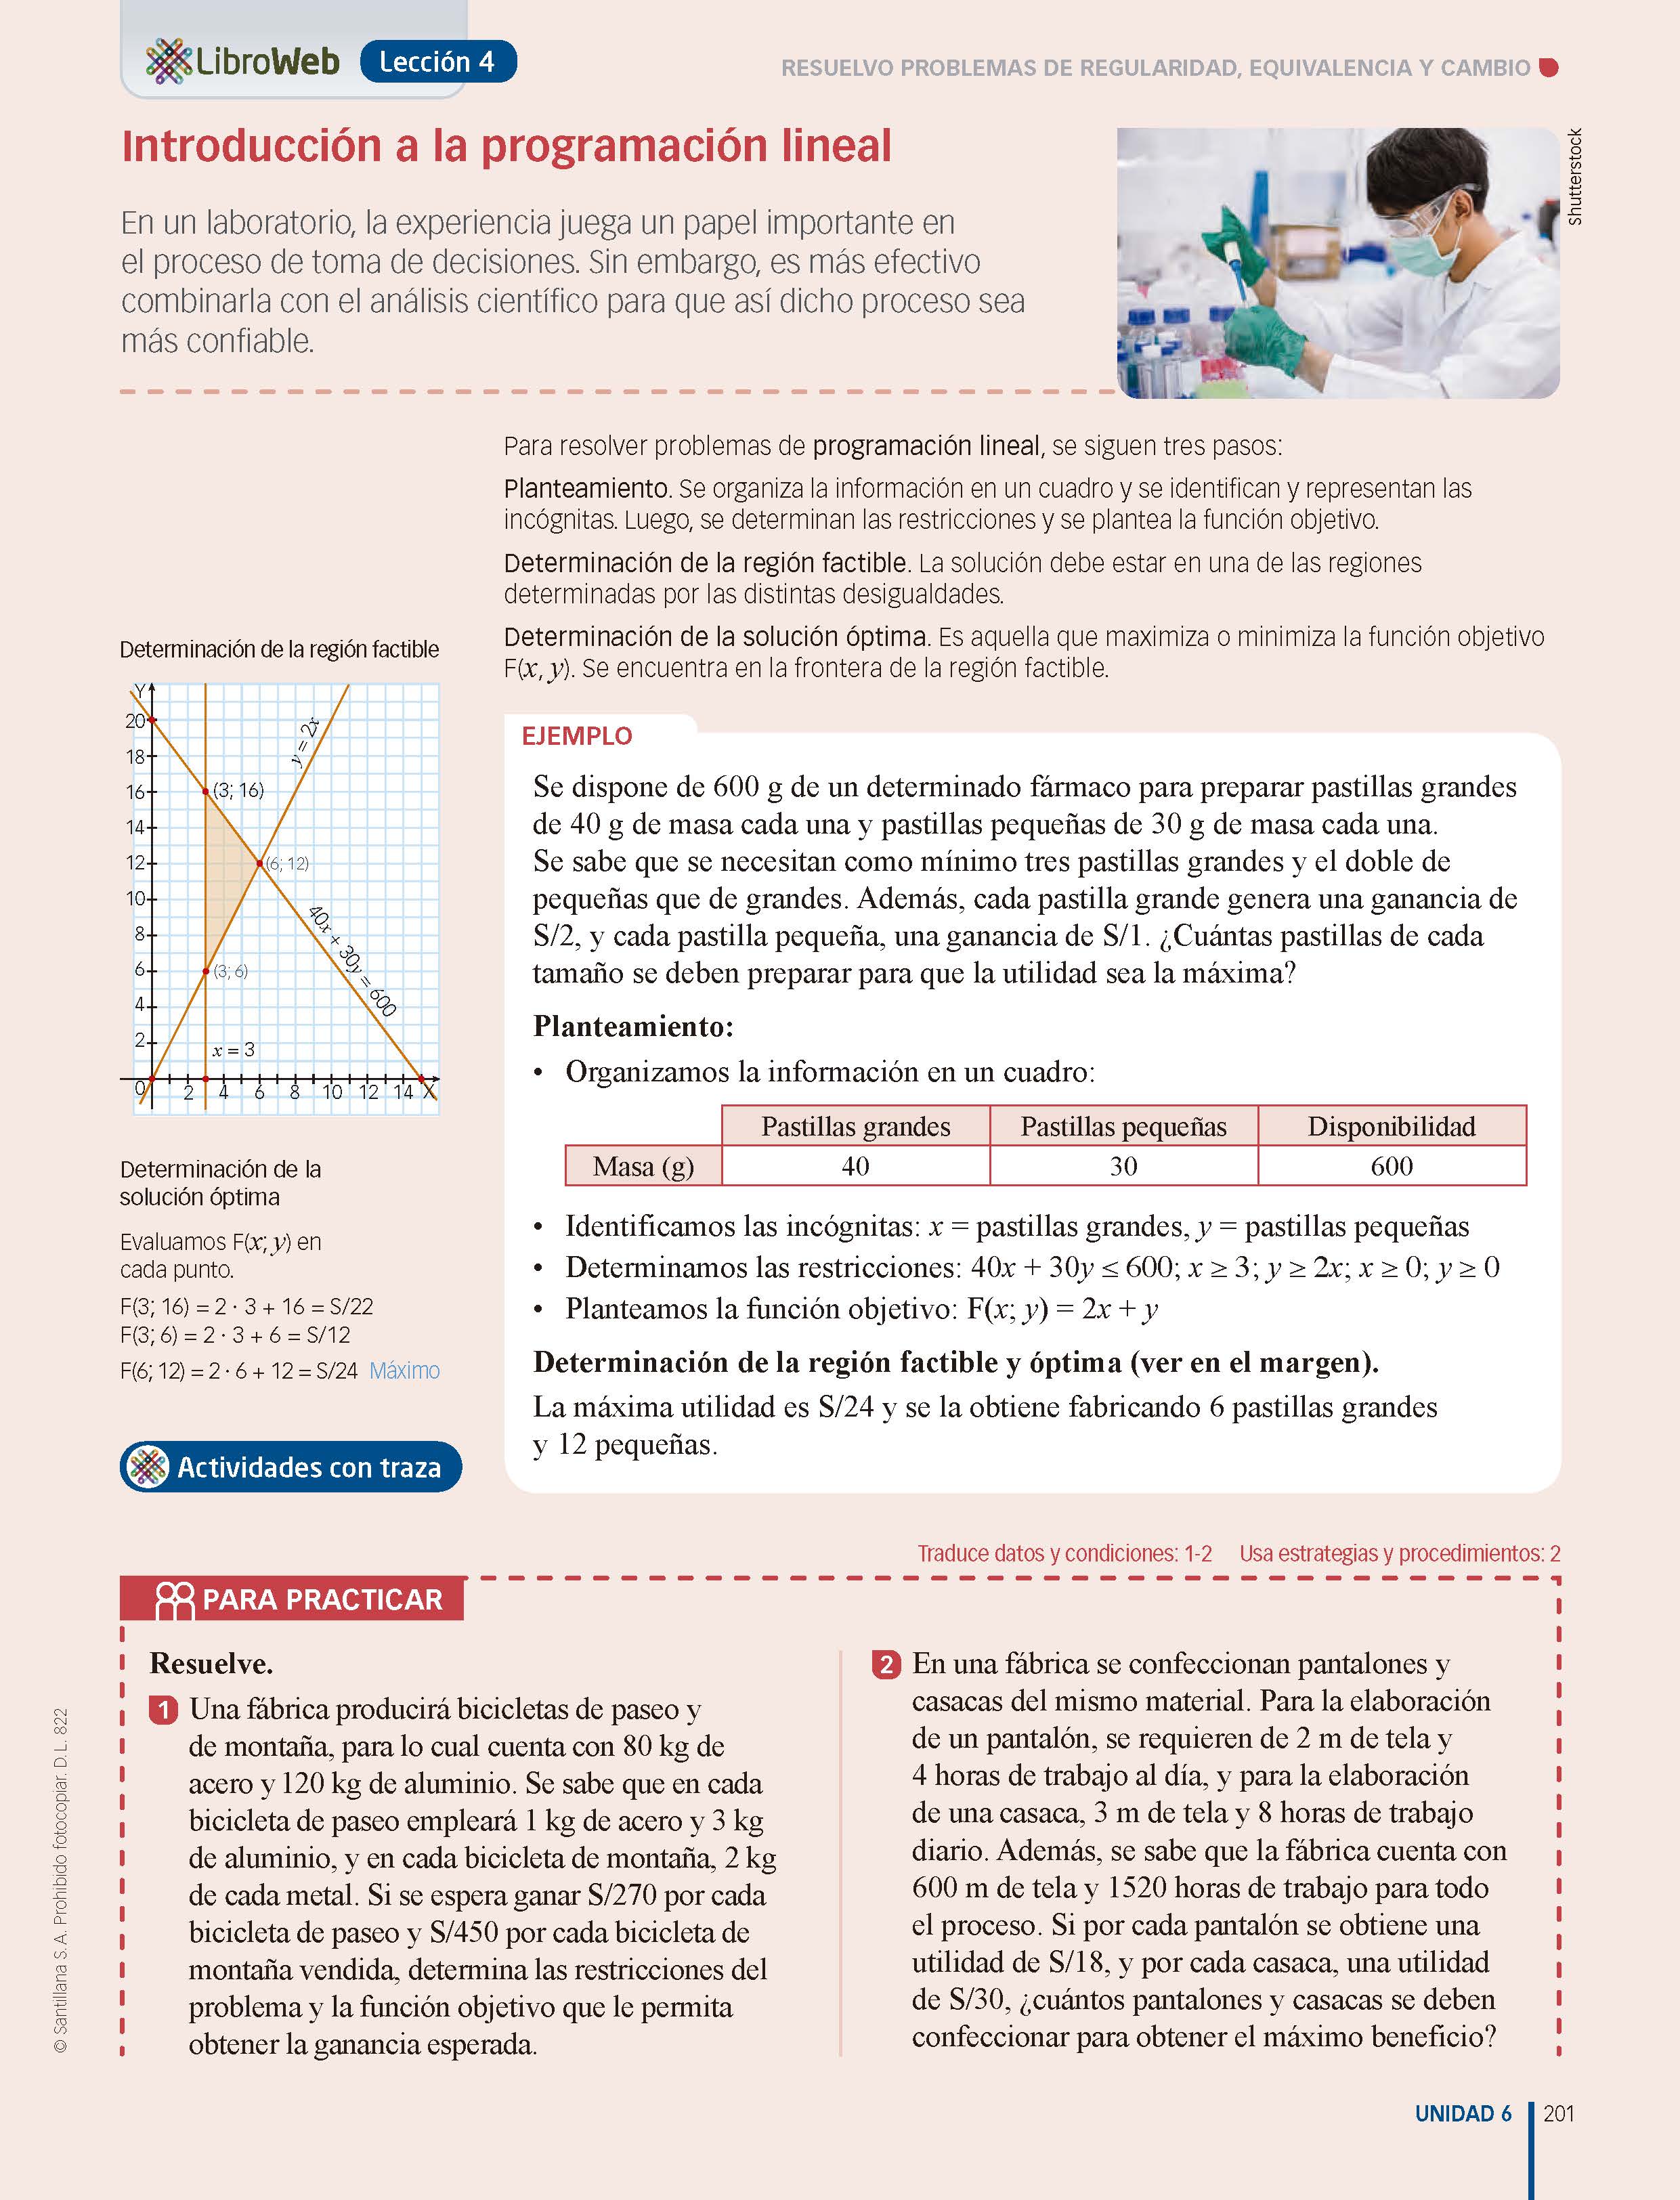 LibroWeb Lección 4
RESUELVO PROBLEMAS DE REGULARIDAD, EQUIVALENCIA Y CAMBIO
Introducción a la programación lineal
Shutterstock
En un laboratorio, la experiencia juega un papel importante en
el proceso de toma de decisiones. Sin embargo, es más efectivo
combinarla con el análisis científico para que así dicho proceso sea
más confiable.
Para resolver problemas de programación lineal, se siguen tres pasos:
Planteamiento. Se organiza la información en un cuadro y se identifican y representan las
incógnitas. Luego, se determinan las restricciones y se plantea la función objetivo.
Determinación de la región factible. La solución debe estar en una de las regiones
determinadas por las distintas desigualdades.
Determinación de la solución óptima. Es aquella que maximiza o minimiza la función objetivo
F(x, y). Se encuentra en la frontera de la región factible.
Determinación de la región factible
Y
20
18
16
14
12
10
8
6
4
2
0
2 4 6 8 10 12 14 X
y = 2x
(3; 16)
(6; 12)
40x + 30y = 600
(3; 6)
x = 3
Determinación de la
solución óptima
Evaluamos F(x; y) en
cada punto.
F(3; 16) = 2 · 3 + 16 = S/22
F(3; 6) = 2 · 3 + 6 = S/12
F(6; 12) = 2 · 6 + 12 = S/24 Máximo
Actividades con traza
EJEMPLO
Se dispone de 600 g de un determinado fármaco para preparar pastillas grandes
de 40 g de masa cada una y pastillas pequeñas de 30 g de masa cada una.
Se sabe que se necesitan como mínimo tres pastillas grandes y el doble de
pequeñas que de grandes. Además, cada pastilla grande genera una ganancia de
S/2, y cada pastilla pequeña, una ganancia de S/1. ¿Cuántas pastillas de cada
tamaño se deben preparar para que la utilidad sea la máxima?
Planteamiento:
• Organizamos la información en un cuadro:
Pastillas grandes Pastillas pequeñas Disponibilidad
Masa (g) 40 30 600
• Identificamos las incógnitas: x = pastillas grandes, y = pastillas pequeñas
• Determinamos las restricciones: 40x + 30y ≤ 600; x ≥ 3; y ≥ 2x; x ≥ 0; y ≥ 0
• Planteamos la función objetivo: F(x; y) = 2x + y
Determinación de la región factible y óptima (ver en el margen).
La máxima utilidad es S/24 y se la obtiene fabricando 6 pastillas grandes
y 12 pequeñas.
Traduce datos y condiciones: 1-2 Usa estrategias y procedimientos: 2
PARA PRACTICAR
Resuelve.
1 Una fábrica producirá bicicletas de paseo y
de montaña, para lo cual cuenta con 80 kg de
acero y 120 kg de aluminio. Se sabe que en cada
bicicleta de paseo empleará 1 kg de acero y 3 kg
de aluminio, y en cada bicicleta de montaña, 2 kg
de cada metal. Si se espera ganar S/270 por cada
bicicleta de paseo y S/450 por cada bicicleta de
montaña vendida, determina las restricciones del
problema y la función objetivo que le permita
obtener la ganancia esperada.
2 En una fábrica se confeccionan pantalones y
casacas del mismo material. Para la elaboración
de un pantalón, se requieren de 2 m de tela y
4 horas de trabajo al día, y para la elaboración
de una casaca, 3 m de tela y 8 horas de trabajo
diario. Además, se sabe que la fábrica cuenta con
600 m de tela y 1520 horas de trabajo para todo
el proceso. Si por cada pantalón se obtiene una
utilidad de S/18, y por cada casaca, una utilidad
de S/30, ¿cuántos pantalones y casacas se deben
confeccionar para obtener el máximo beneficio?
© Santillana S. A. Prohibido fotocopiar. D. L. 822
UNIDAD 6 201